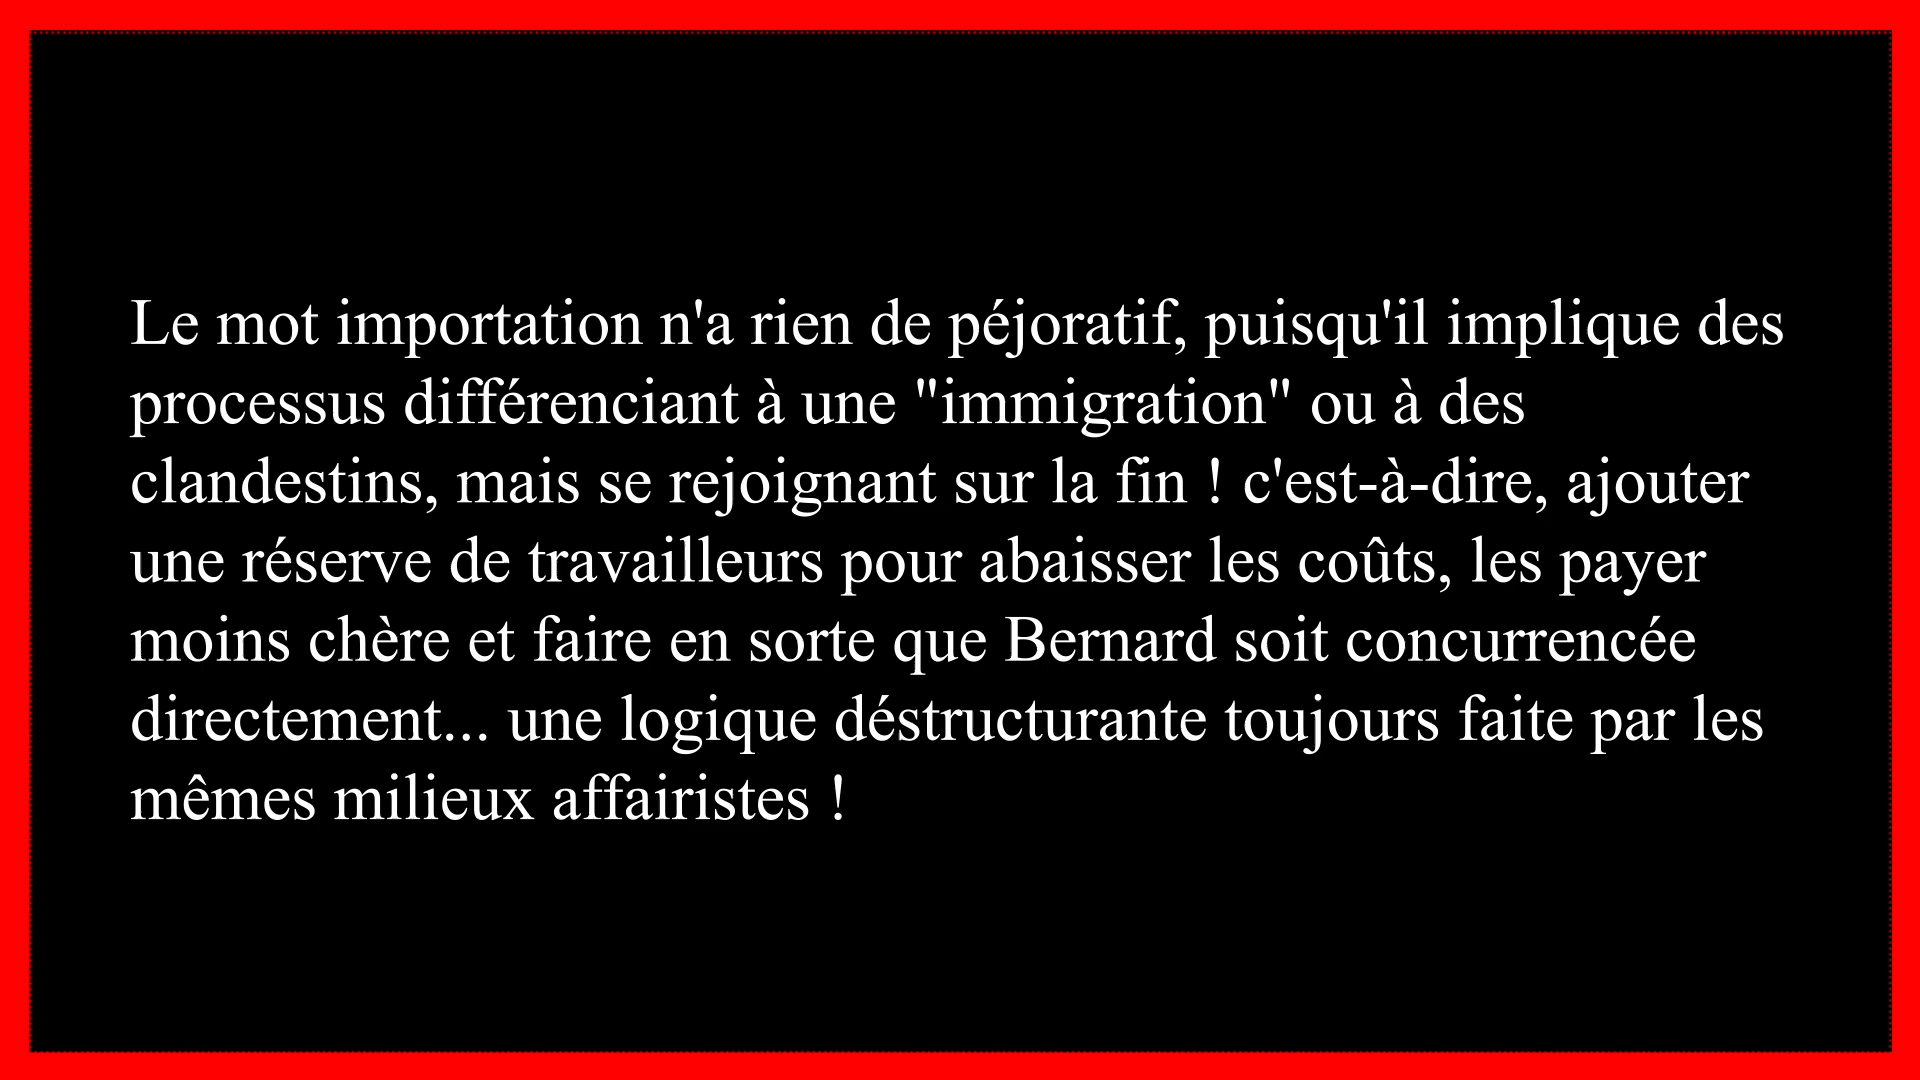 Le mot importation n'a rien de péjoratif, puisqu'il implique des
processus différenciant à une "immigration" ou à des
clandestins, mais se rejoignant sur la fin ! c'est-à-dire, ajouter
une réserve de travailleurs pour abaisser les coûts, les payer
moins chère et faire en sorte que Bernard soit concurrencée
directement... une logique déstructurante toujours faite par les
mêmes milieux affairistes !